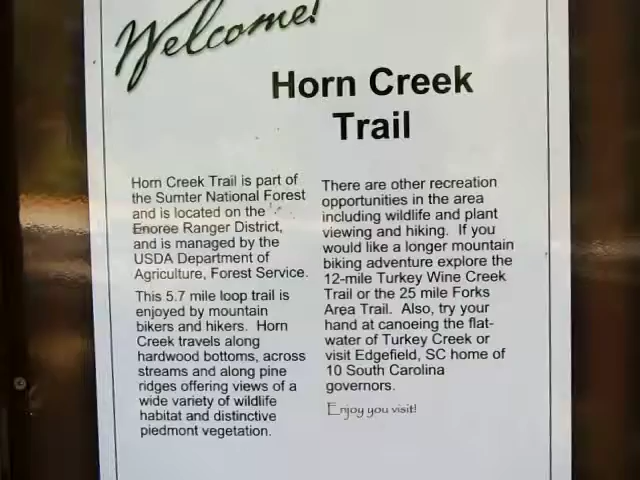 Welcome!
Horn Creek
Trail
Horn Creek Trail is part of
the Sumter National Forest
and is located on the
Enoree Ranger District,
and is managed by the
USDA Department of
Agriculture, Forest Service.
This 5.7 mile loop trail is
enjoyed by mountain
bikers and hikers. Horn
Creek travels along
hardwood bottoms, across
streams and along pine
ridges offering views of a
wide variety of wildlife
habitat and distinctive
piedmont vegetation.
There are other recreation
opportunities in the area
including wildlife and plant
viewing and hiking. If you
would like a longer mountain
biking adventure explore the
12-mile Turkey Wine Creek
Trail or the 25 mile Forks
Area Trail. Also, try your
hand at canoeing the flat-
water of Turkey Creek or
visit Edgefield, SC home of
10 South Carolina
governors.
Enjoy you visit!